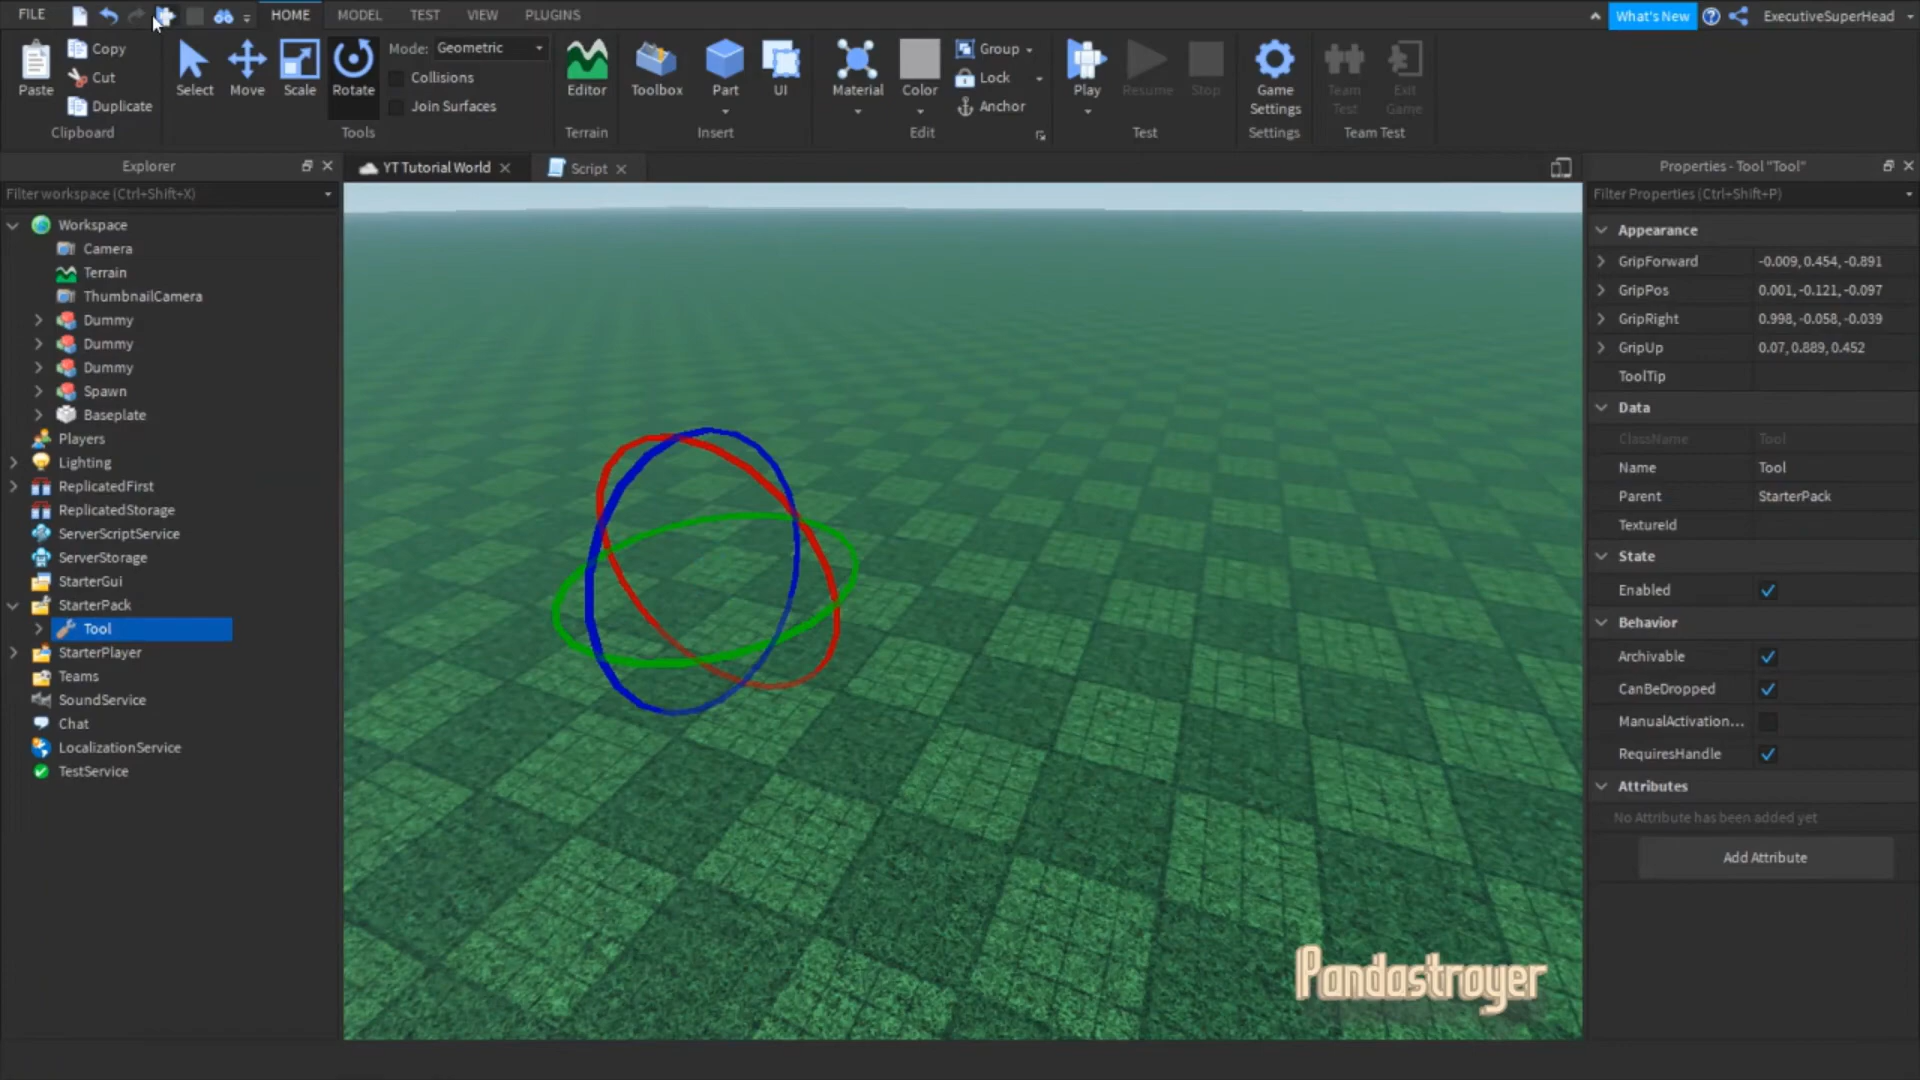 FILE HOME MODEL TEST VIEW PLUGINS What's New ExecutiveSuperHead
Paste Copy Cut Duplicate Clipboard
Select Move Scale Rotate Mode: Geometric Collisions Join Surfaces Tools
Editor Terrain
Toolbox Part UI Insert
Material Color Group Lock Anchor Edit
Play Resume Stop Test
Game Settings Settings
Team Test Exit Game Team Test
Explorer
Filter workspace (Ctrl+Shift+X)
Workspace
Camera
Terrain
ThumbnailCamera
Dummy
Dummy
Dummy
Spawn
Baseplate
Players
Lighting
ReplicatedFirst
ReplicatedStorage
ServerScriptService
ServerStorage
StarterGui
StarterPack
Tool
StarterPlayer
Teams
SoundService
Chat
LocalizationService
TestService
YT Tutorial World Script
Pandastroyer
Properties - Tool "Tool"
Filter Properties (Ctrl+Shift+P)
Appearance
GripForward -0.009, 0.454, -0.891
GripPos 0.001, -0.121, -0.097
GripRight 0.998, -0.058, -0.039
GripUp 0.07, 0.889, 0.452
ToolTip
Data
ClassName Tool
Name Tool
Parent StarterPack
TextureId
State
Enabled
Behavior
Archivable
CanBeDropped
ManualActivation...
RequiresHandle
Attributes
No Attribute has been added yet
Add Attribute